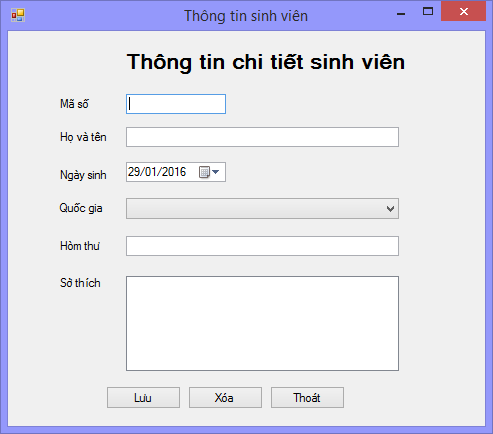 Thông tin sinh viên
Thông tin chi tiết sinh viên
Mã số
Họ và tên
Ngày sinh 29/01/2016
Quốc gia
Hòm thư
Sở thích
Lưu Xóa Thoát